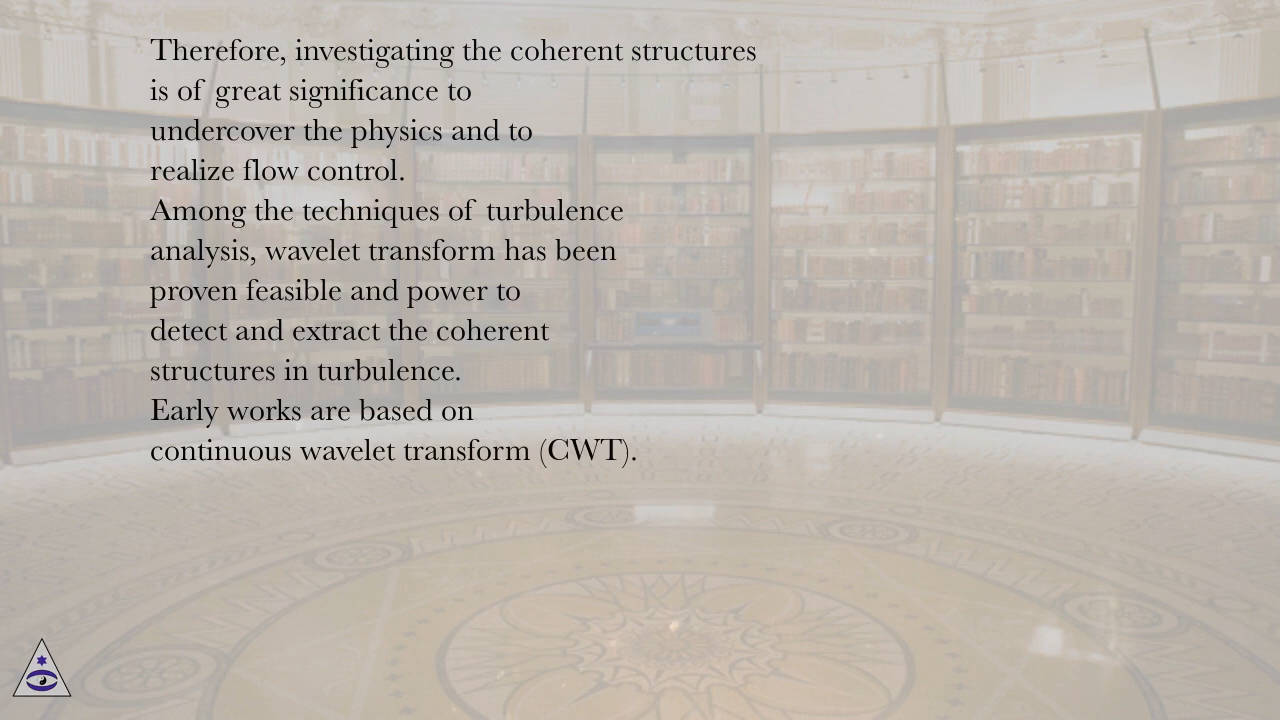 Therefore, investigating the coherent structures
is of great significance to
undercover the physics and to
realize flow control.
Among the techniques of turbulence
analysis, wavelet transform has been
proven feasible and power to
detect and extract the coherent
structures in turbulence.
Early works are based on
continuous wavelet transform (CWT).